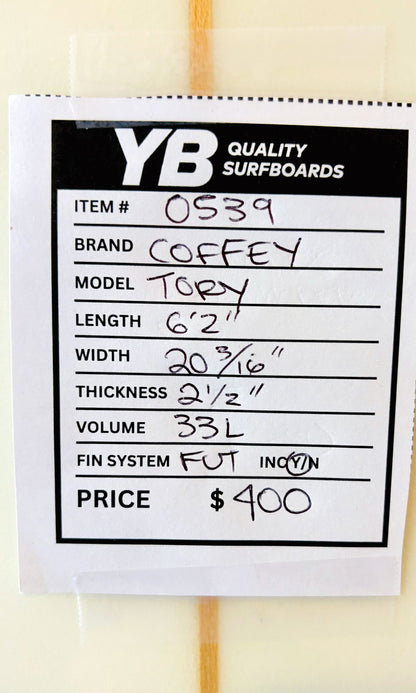 YB QUALITY
SURFBOARDS
ITEM # 0539
BRAND COFFEY
MODEL TORY
LENGTH 6'2"
WIDTH 20 3/16"
THICKNESS 2 1/2"
VOLUME 33L
FIN SYSTEM FUT INC Y/N
PRICE $ 400